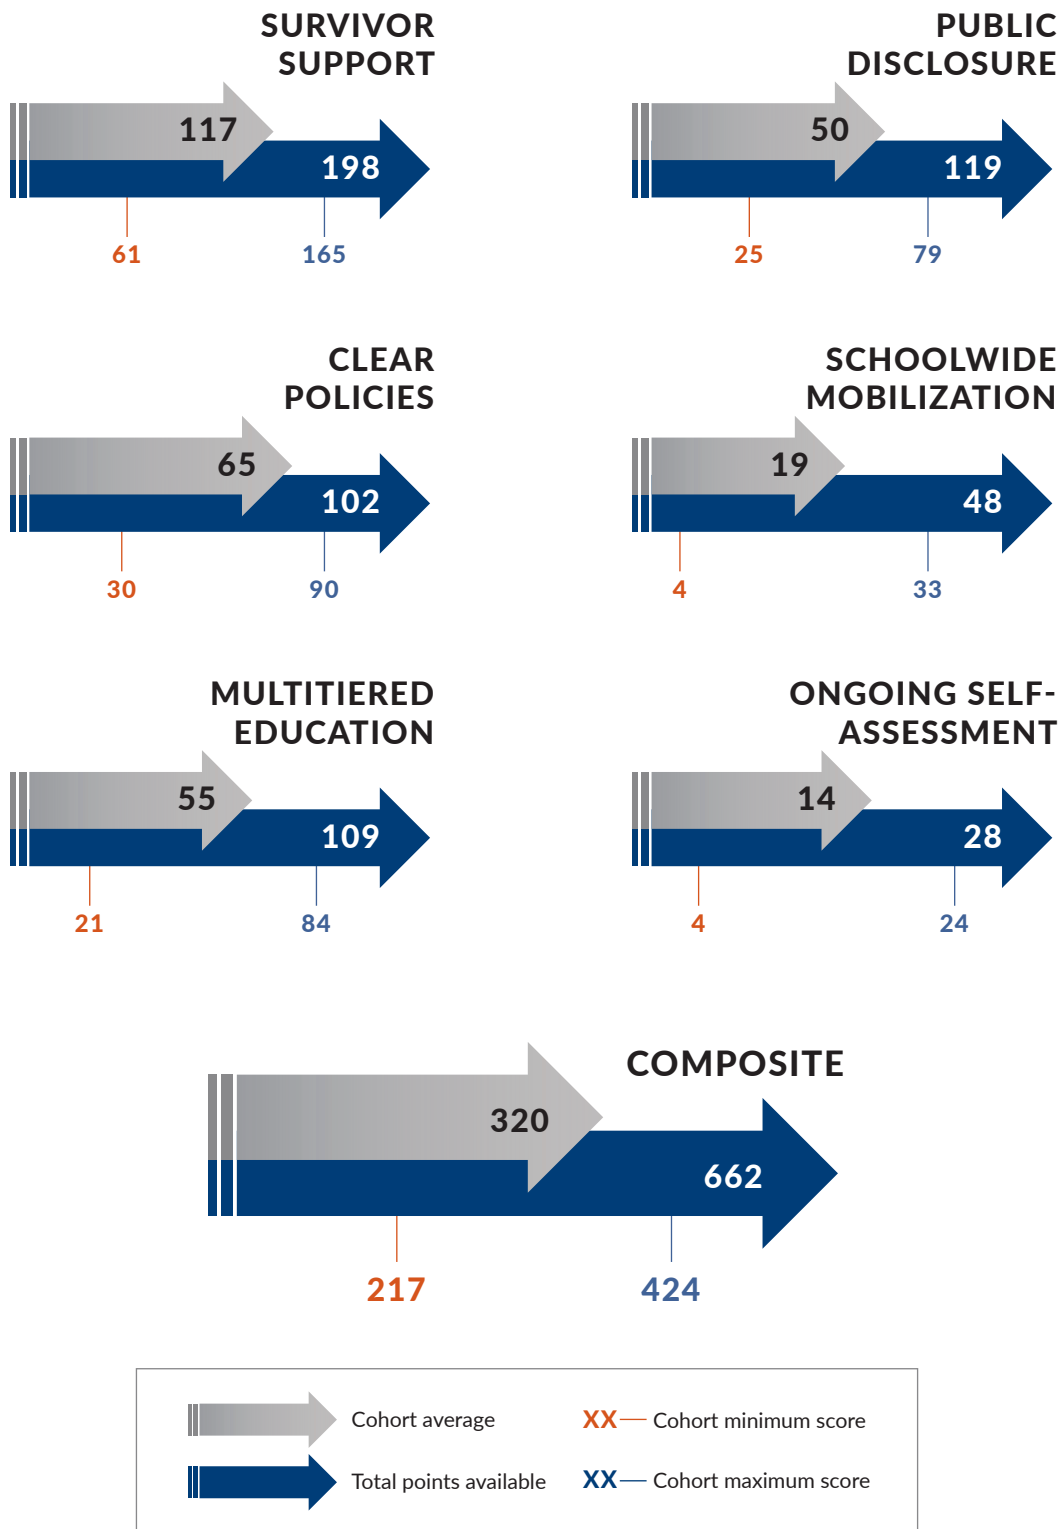 SURVIVOR
SUPPORT
117
198
61
165
PUBLIC
DISCLOSURE
50
119
25
79
CLEAR
POLICIES
65
102
30
90
SCHOOLWIDE
MOBILIZATION
19
48
4
33
MULTITIERED
EDUCATION
55
109
21
84
ONGOING SELF-
ASSESSMENT
14
28
4
24
COMPOSITE
320
662
217
424
Cohort average
XX Cohort minimum score
Total points available
XX Cohort maximum score